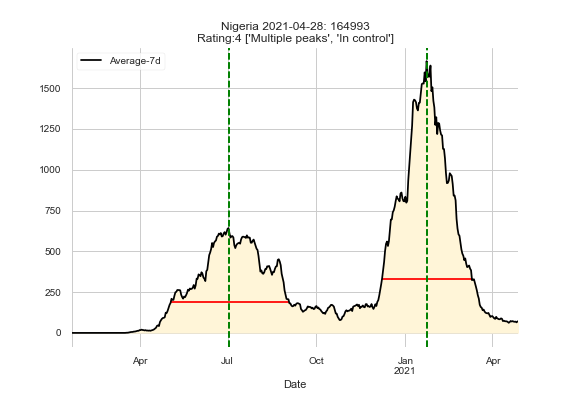 Nigeria 2021-04-28: 164993
Rating:4 ['Multiple peaks', 'In control']
Average-7d
1500
1250
1000
750
500
250
0
Apr
Jul
Oct
Jan
2021
Apr
Date